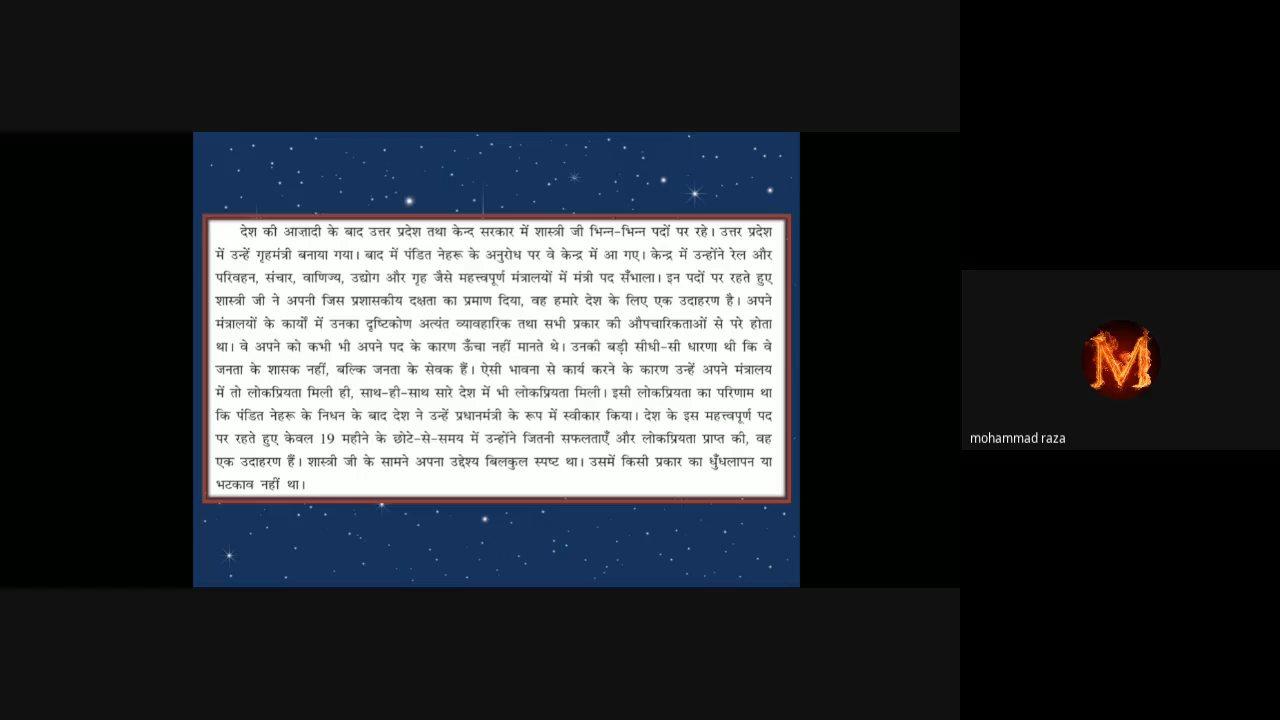 देश की आज़ादी के बाद उत्तर प्रदेश तथा केन्द सरकार में शास्त्री जी भिन्न-भिन्न पदों पर रहे। उत्तर प्रदेश
में उन्हें गृहमंत्री बनाया गया। बाद में पंडित नेहरू के अनुरोध पर वे केन्द्र में आ गए। केन्द्र में उन्होंने रेल और
परिवहन, संचार, वाणिज्य, उद्योग और गृह जैसे महत्त्वपूर्ण मंत्रालयों में मंत्री पद सँभाला। इन पदों पर रहते हुए
शास्त्री जी ने अपनी जिस प्रशासकीय दक्षता का प्रमाण दिया, वह हमारे देश के लिए एक उदाहरण है। अपने
मंत्रालयों के कार्यों में उनका दृष्टिकोण अत्यंत व्यावहारिक तथा सभी प्रकार की औपचारिकताओं से परे होता
था। वे अपने को कभी भी अपने पद के कारण ऊँचा नहीं मानते थे। उनकी बड़ी सीधी-सी धारणा थी कि वे
जनता के शासक नहीं, बल्कि जनता के सेवक हैं। ऐसी भावना से कार्य करने के कारण उन्हें अपने मंत्रालय
में तो लोकप्रियता मिली ही, साथ-ही-साथ सारे देश में भी लोकप्रियता मिली। इसी लोकप्रियता का परिणाम था
कि पंडित नेहरू के निधन के बाद देश ने उन्हें प्रधानमंत्री के रूप में स्वीकार किया। देश के इस महत्त्वपूर्ण पद
पर रहते हुए केवल 19 महीने के छोटे-से-समय में उन्होंने जितनी सफलताएँ और लोकप्रियता प्राप्त की, वह
एक उदाहरण हैं। शास्त्री जी के सामने अपना उद्देश्य बिलकुल स्पष्ट था। उसमें किसी प्रकार का धुँधलापन या
भटकाव नहीं था।
M
mohammad raza